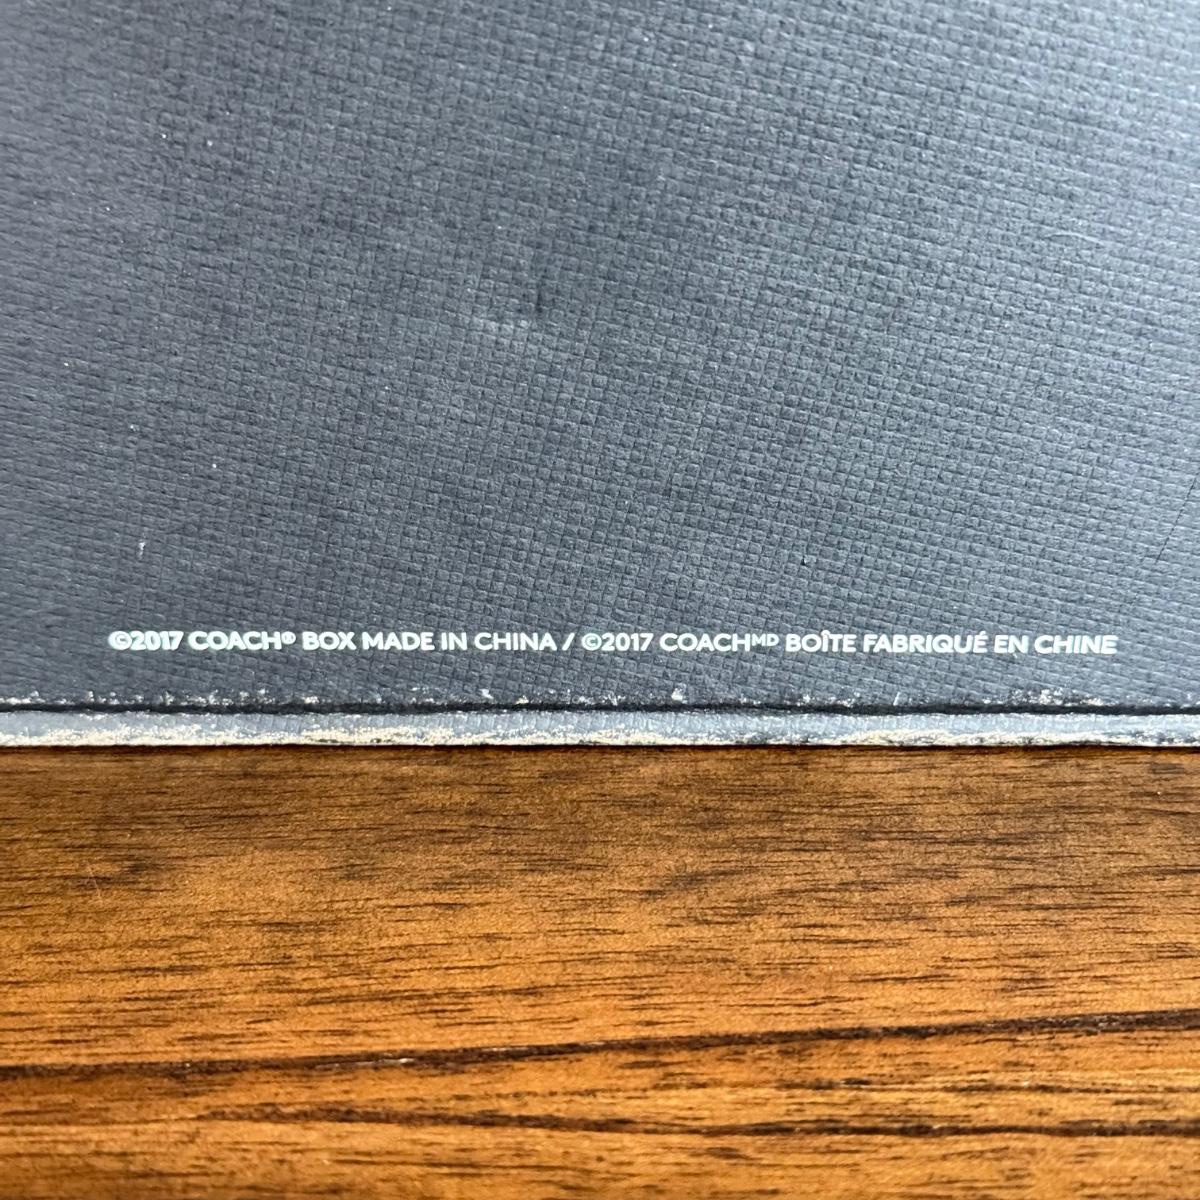 ©2017 COACH® BOX MADE IN CHINA / ©2017 COACHᴹᴰ BOÎTE FABRIQUÉ EN CHINE